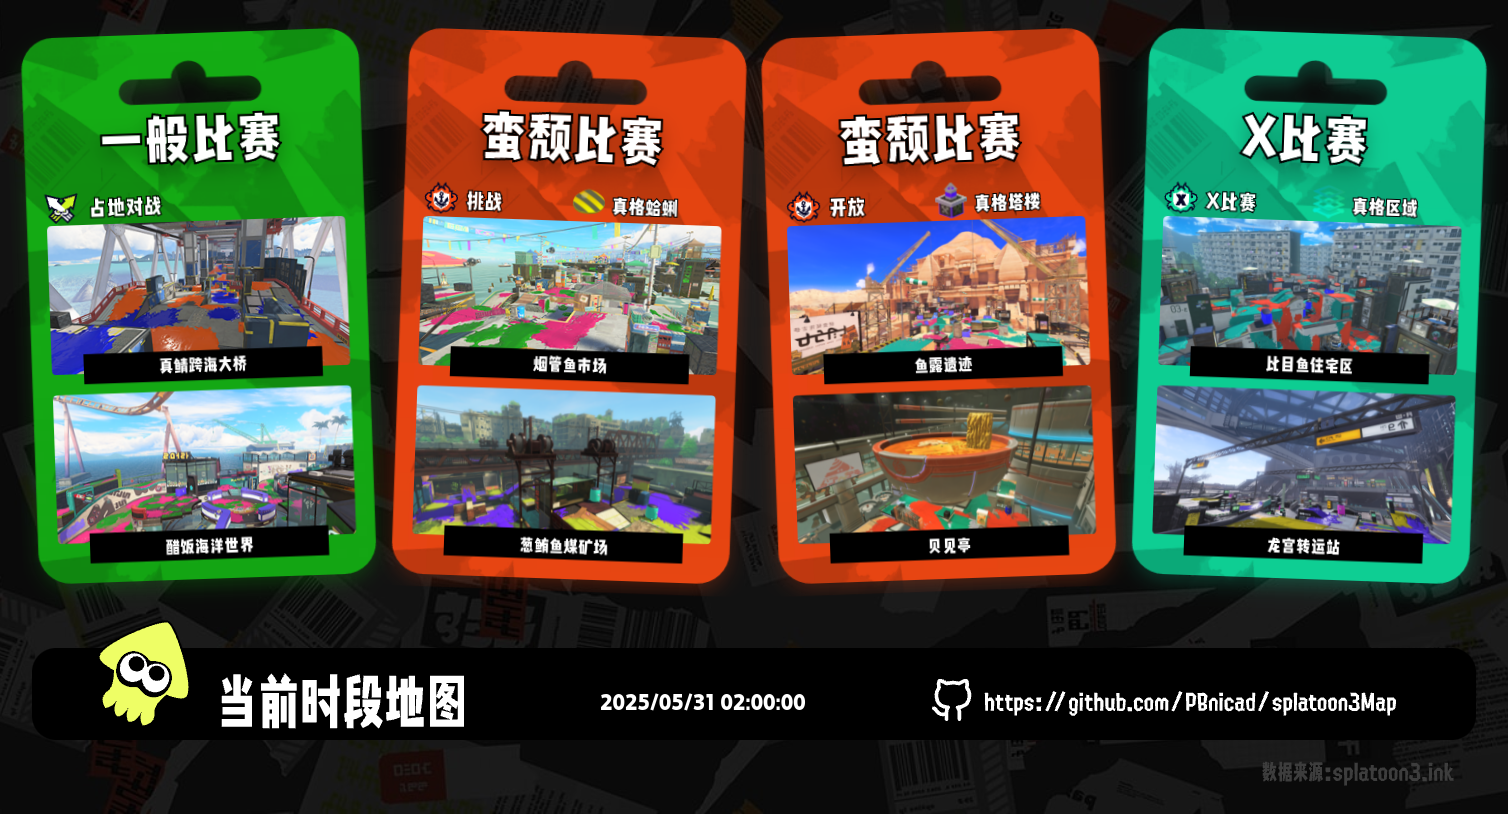 一般比赛
占地对战
真鲷跨海大桥
醋饭海洋世界
蛮颓比赛
挑战
真格蛤蜊
烟管鱼市场
葱鲔鱼煤矿场
蛮颓比赛
开放
真格塔楼
鱼露遗迹
贝见亭
X比赛
X比赛
真格区域
比目鱼住宅区
龙宫转运站
当前时段地图
2025/05/31 02:00:00
https://github.com/PBnicad/splatoon3Map
数据来源:splatoon3.ink